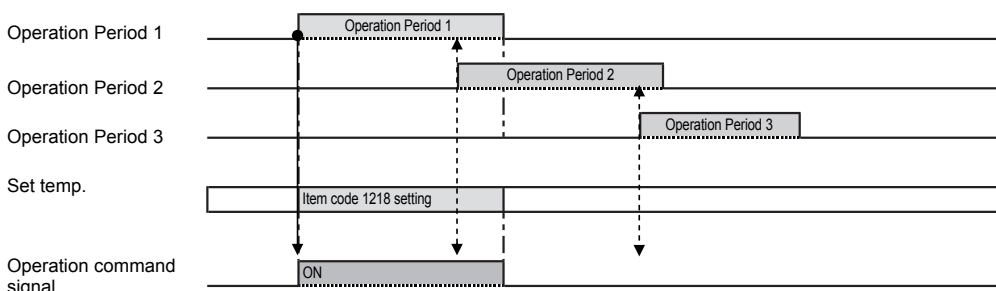 Operation Period 1
Operation Period 1
Operation Period 2
Operation Period 2
Operation Period 3
Operation Period 3
Set temp.
Item code 1218 setting
Operation command
signal
ON